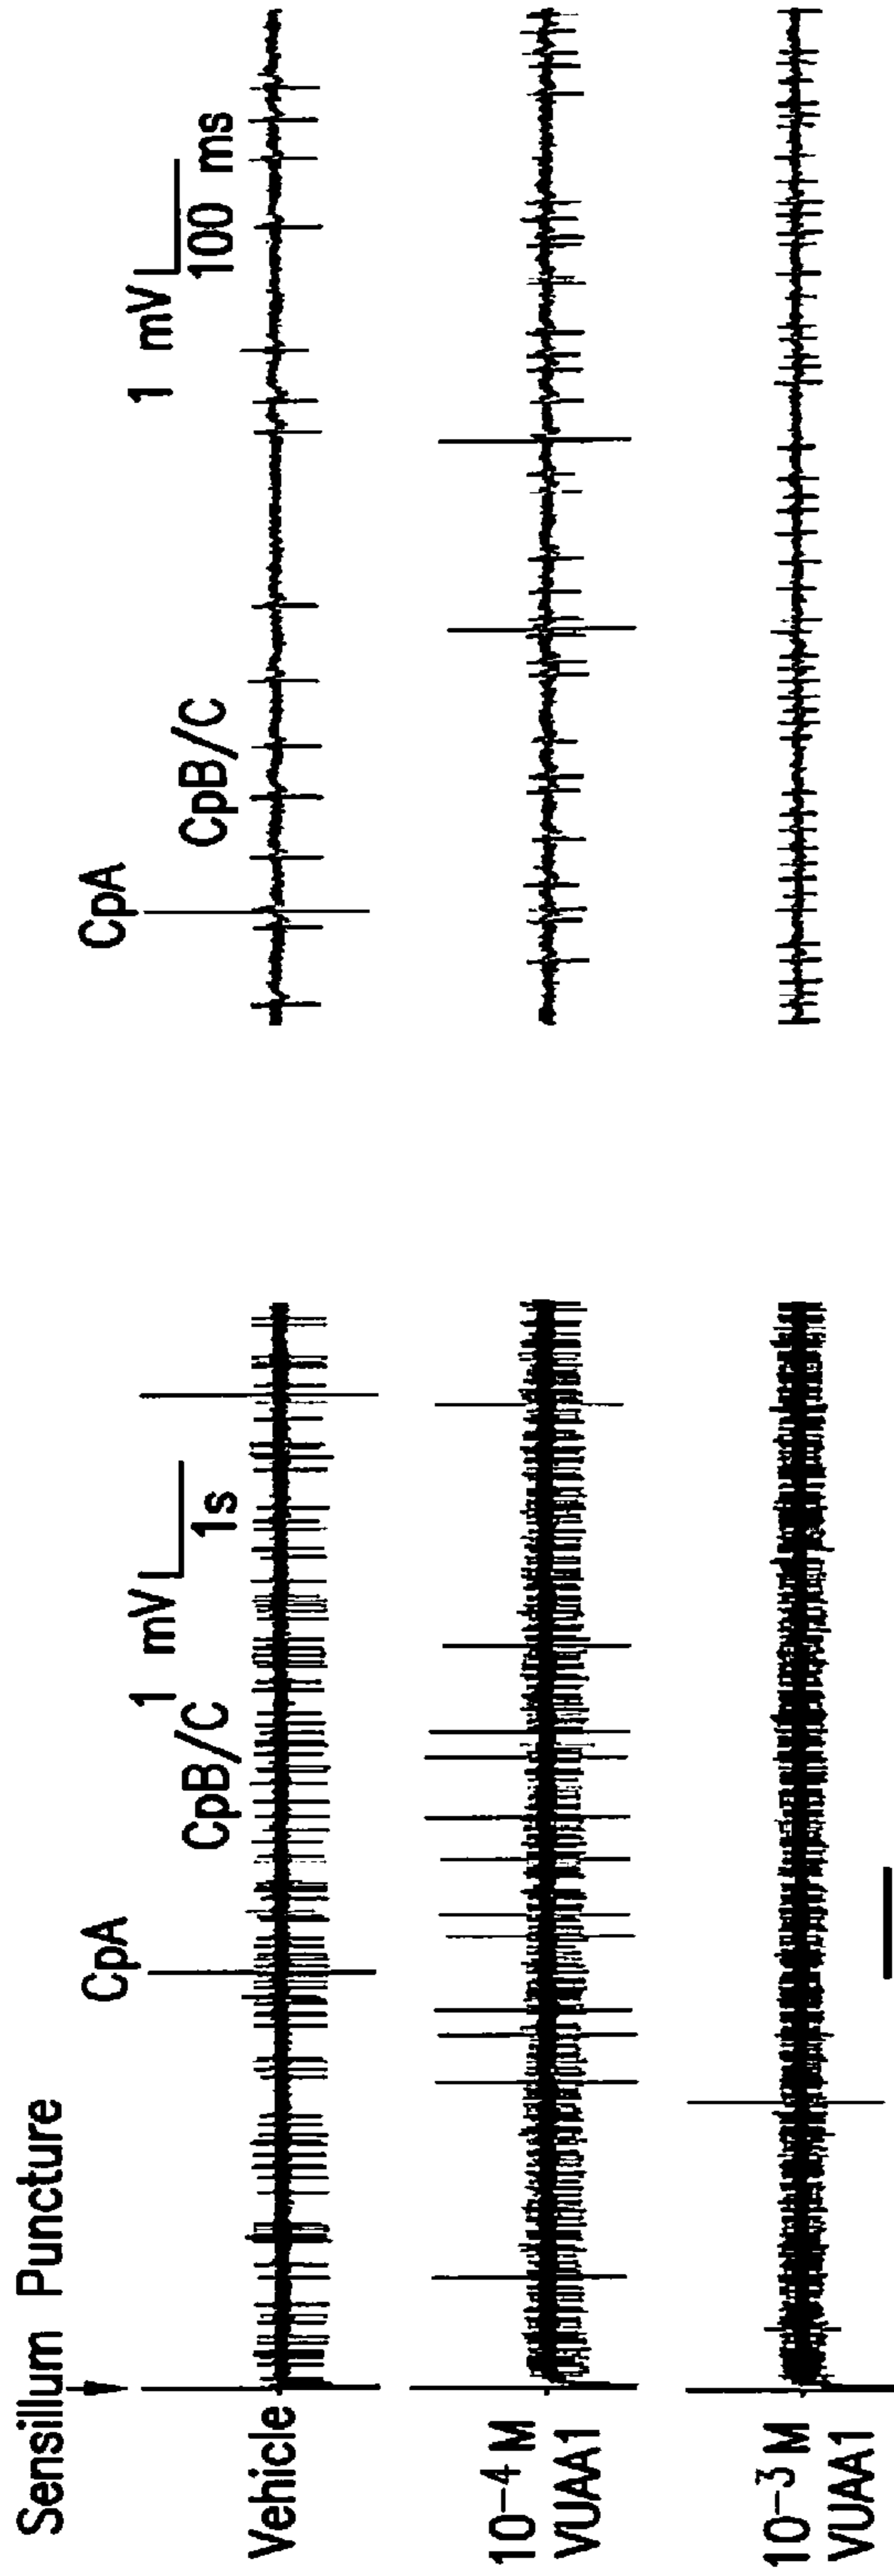 Sensillum Puncture
CpA
CpB/C
1 mV
1s
CpA
CpB/C
1 mV
100 ms
Vehicle
10⁻⁴ M
VUAA1
10⁻³ M
VUAA1